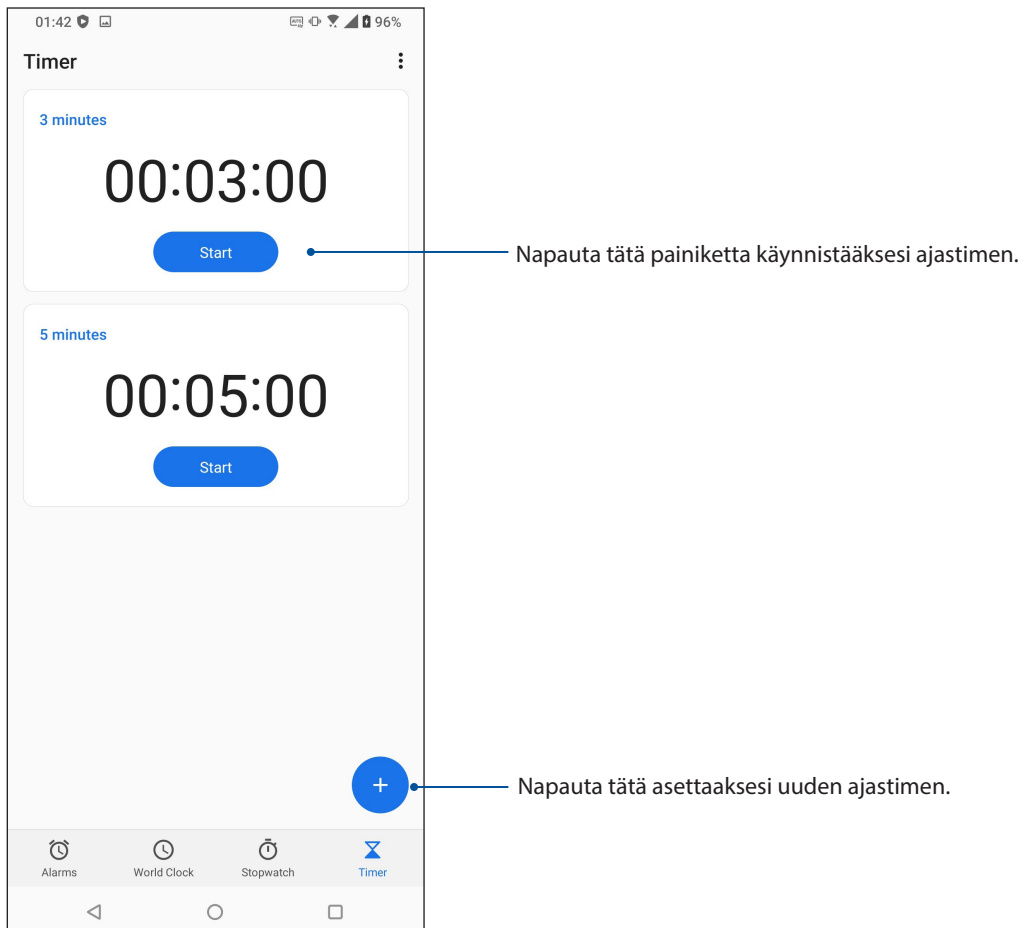 01:42 96%
Timer
3 minutes
00:03:00
Start
Napauta tätä painiketta käynnistääksesi ajastimen.
5 minutes
00:05:00
Start
+
Napauta tätä asettaaksesi uuden ajastimen.
Alarms World Clock Stopwatch Timer